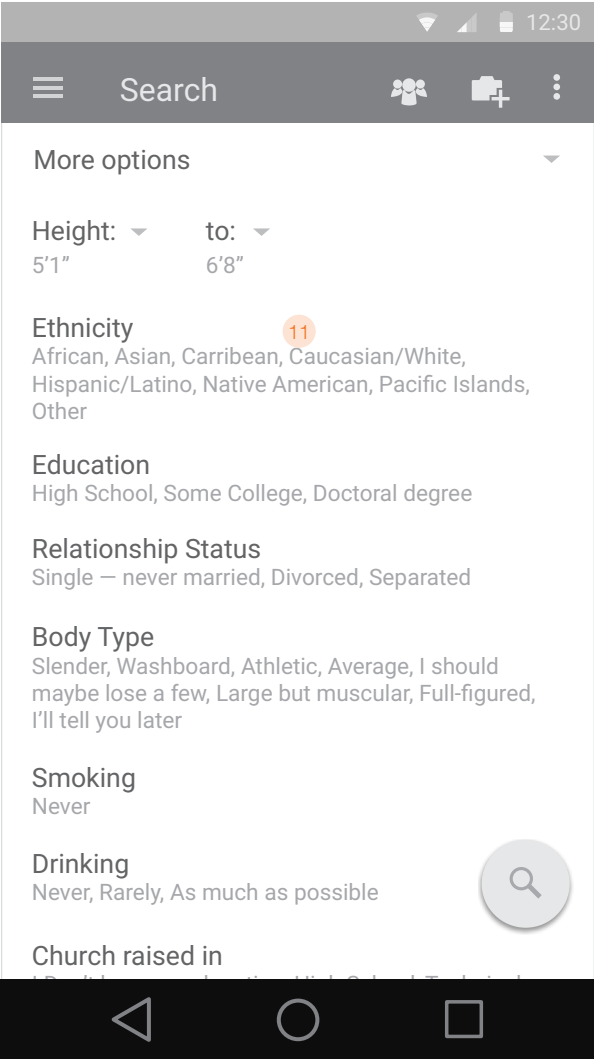 12:30
Search
More options
Height: to:
5’1” 6’8”
Ethnicity 11
African, Asian, Carribean, Caucasian/White,
Hispanic/Latino, Native American, Pacific Islands,
Other
Education
High School, Some College, Doctoral degree
Relationship Status
Single — never married, Divorced, Separated
Body Type
Slender, Washboard, Athletic, Average, I should
maybe lose a few, Large but muscular, Full-figured,
I’ll tell you later
Smoking
Never
Drinking
Never, Rarely, As much as possible
Church raised in